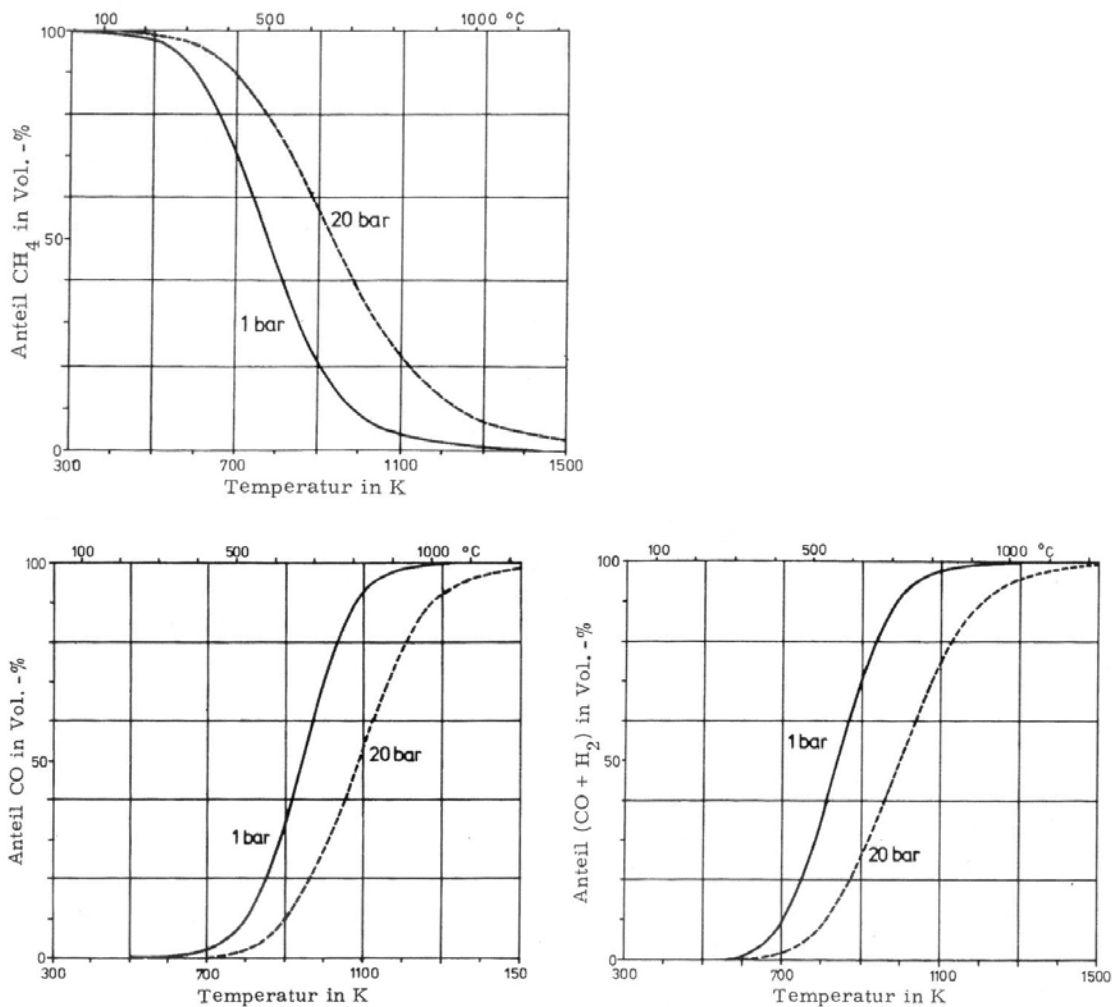 100 500 1000 °C
100
50
0
Anteil CH4 in Vol. -%
20 bar
1 bar
300 700 1100 1500
Temperatur in K
100 500 1000 °C
100
50
0
Anteil CO in Vol. -%
1 bar
20 bar
300 700 1100 150
Temperatur in K
100 500 1000 °C
100
50
0
Anteil (CO + H2) in Vol. -%
1 bar
20 bar
300 700 1100 1500
Temperatur in K